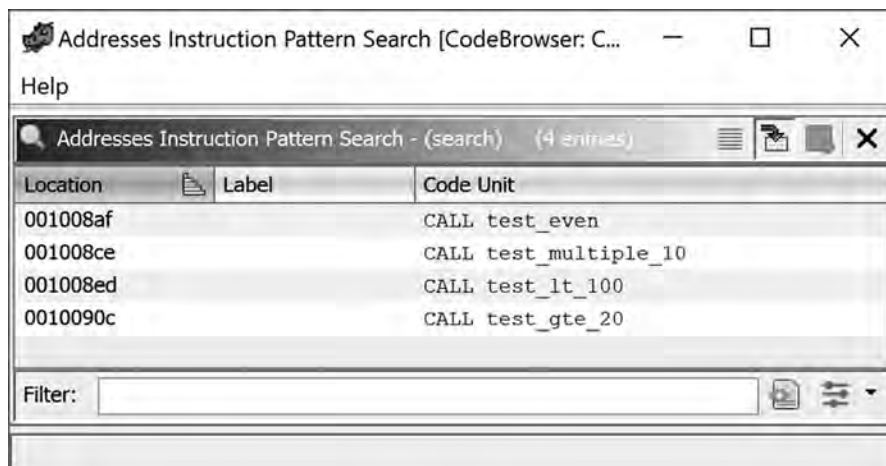 Addresses Instruction Pattern Search [CodeBrowser: C...
Help
Addresses Instruction Pattern Search - (search) (4 entries)
Location Label Code Unit
001008af CALL test_even
001008ce CALL test_multiple_10
001008ed CALL test_lt_100
0010090c CALL test_gte_20
Filter: